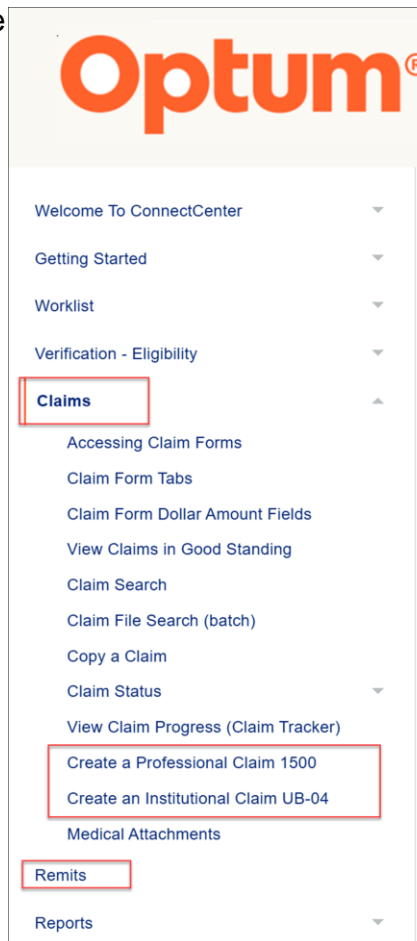 e
Optum®
Welcome To ConnectCenter
Getting Started
Worklist
Verification - Eligibility
Claims
Accessing Claim Forms
Claim Form Tabs
Claim Form Dollar Amount Fields
View Claims in Good Standing
Claim Search
Claim File Search (batch)
Copy a Claim
Claim Status
View Claim Progress (Claim Tracker)
Create a Professional Claim 1500
Create an Institutional Claim UB-04
Medical Attachments
Remits
Reports